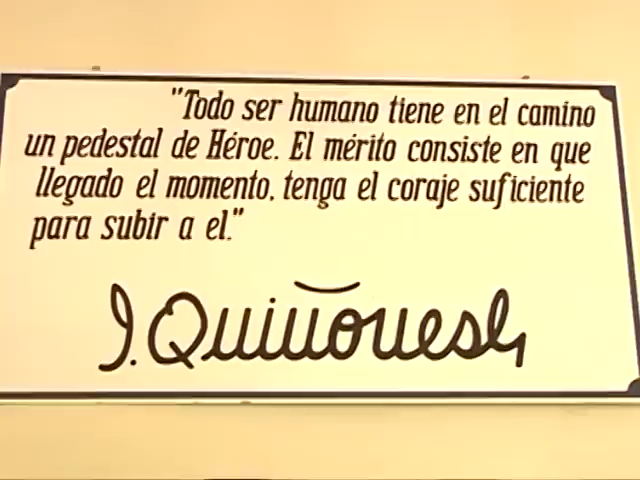 "Todo ser humano tiene en el camino
un pedestal de Héroe. El mérito consiste en que
llegado el momento, tenga el coraje suficiente
para subir a el."
J. Quiñones